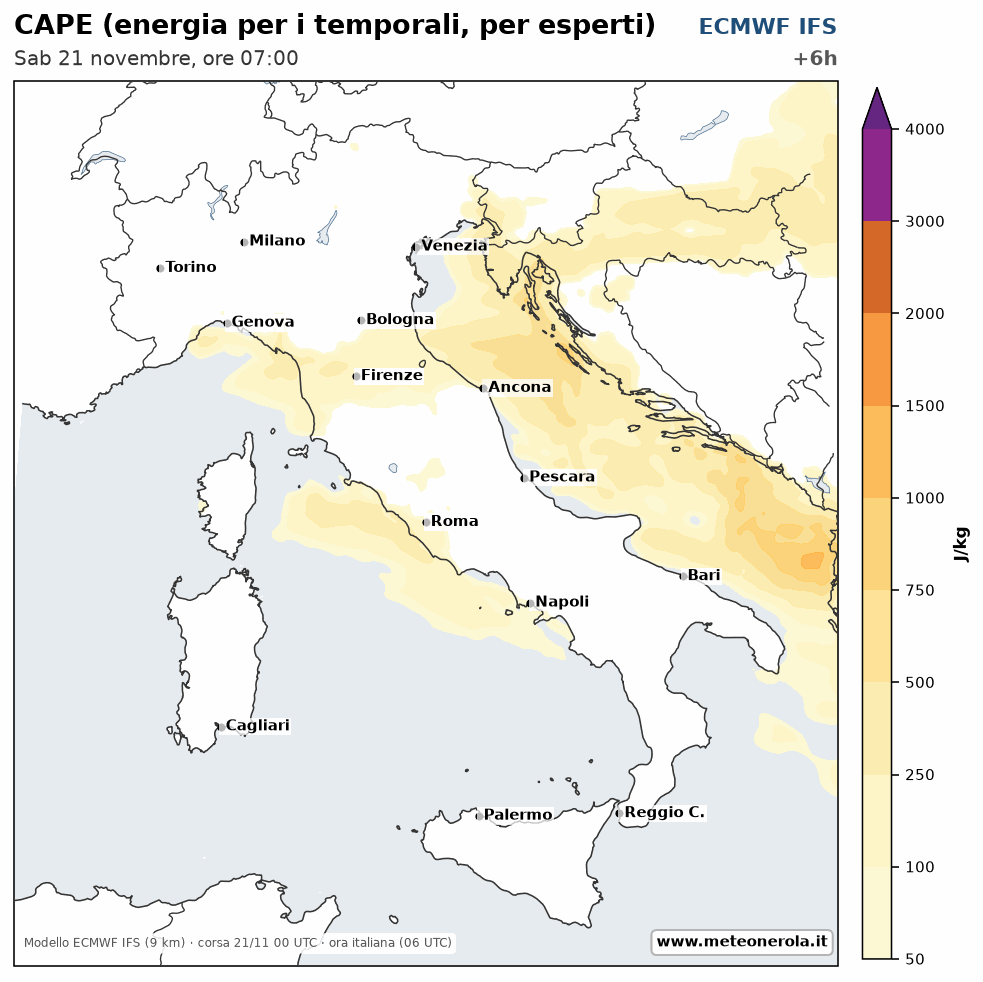 CAPE (energia per i temporali, per esperti)
ECMWF IFS
Sab 21 novembre, ore 07:00
+6h
4000
3000
2000
1500
1000
750
500
250
100
50
J/kg
Milano
Venezia
Torino
Genova
Bologna
Firenze
Ancona
Pescara
Roma
Bari
Napoli
Cagliari
Palermo
Reggio C.
Modello ECMWF IFS (9 km) · corsa 21/11 00 UTC · ora italiana (06 UTC)
www.meteonerola.it